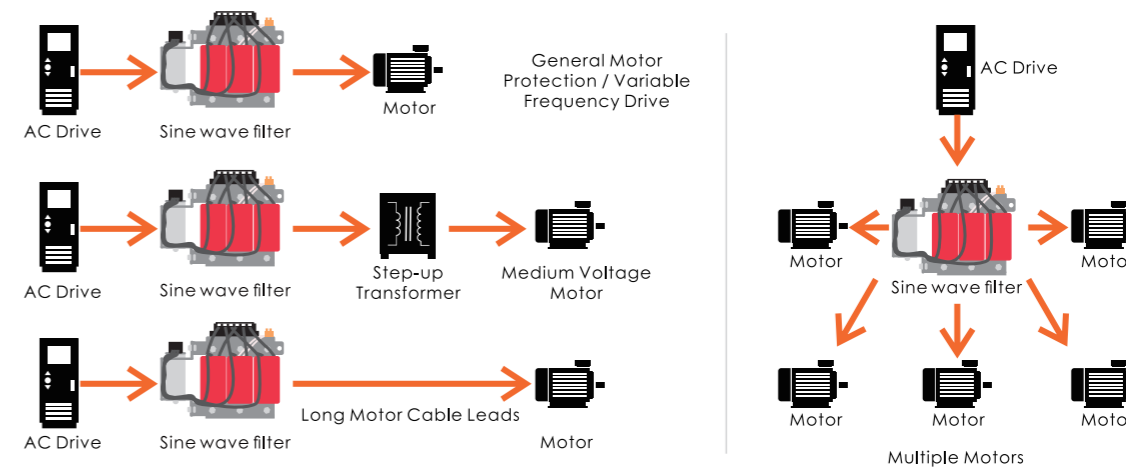 General Motor
Protection / Variable
Frequency Drive
Motor
AC Drive
Sine wave filter
Step-up
Transformer
Medium Voltage
Motor
AC Drive
Sine wave filter
Long Motor Cable Leads
AC Drive
Sine wave filter
Motor
AC Drive
Motor
Moto
Sine wave filter
Motor
Motor
Moto
Multiple Motors